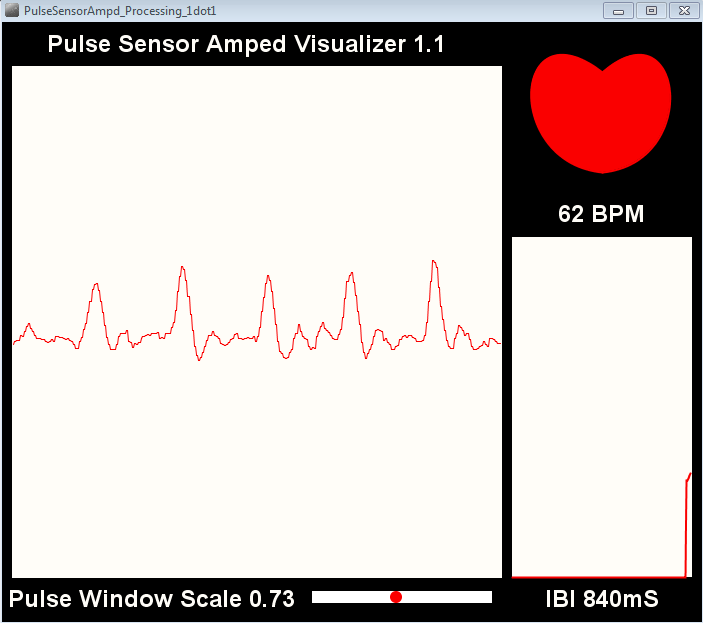 PulseSensorAmpd_Processing_1dot1
Pulse Sensor Amped Visualizer 1.1
62 BPM
Pulse Window Scale 0.73
IBI 840mS